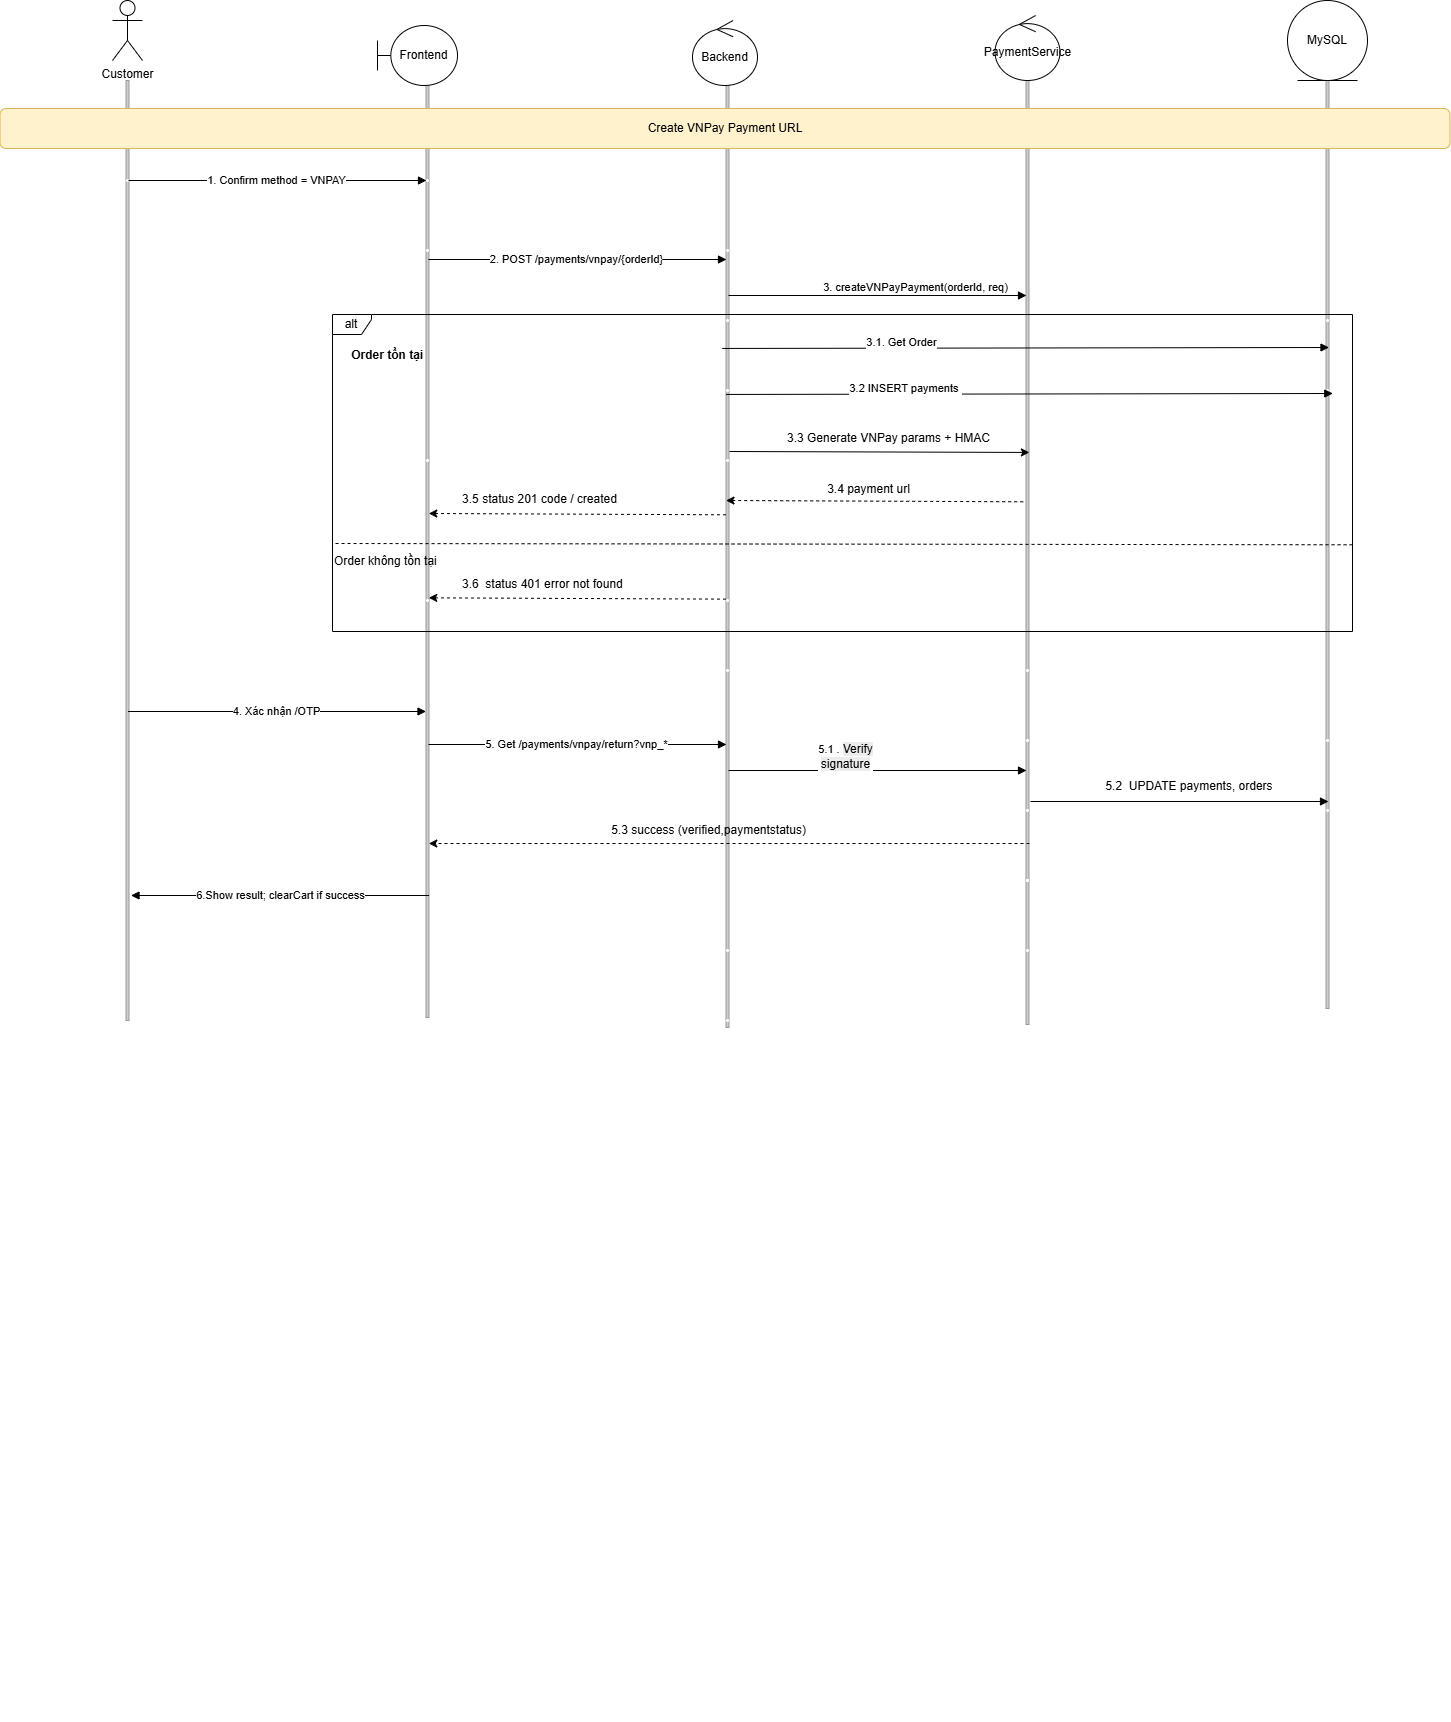 Customer
Frontend
Backend
PaymentService
MySQL
Create VNPay Payment URL
1. Confirm method = VNPAY
2. POST /payments/vnpay/{orderId}
3. createVNPayPayment(orderId, req)
alt
Order tồn tại
3.1. Get Order
3.2 INSERT payments
3.3 Generate VNPay params + HMAC
3.4 payment url
3.5 status 201 code / created
Order không tồn tại
3.6  status 401 error not found
4. Xác nhận /OTP
5. Get /payments/vnpay/return?vnp_*
5.1 . Verify
signature
5.2  UPDATE payments, orders
5.3 success (verified,paymentstatus)
6.Show result; clearCart if success